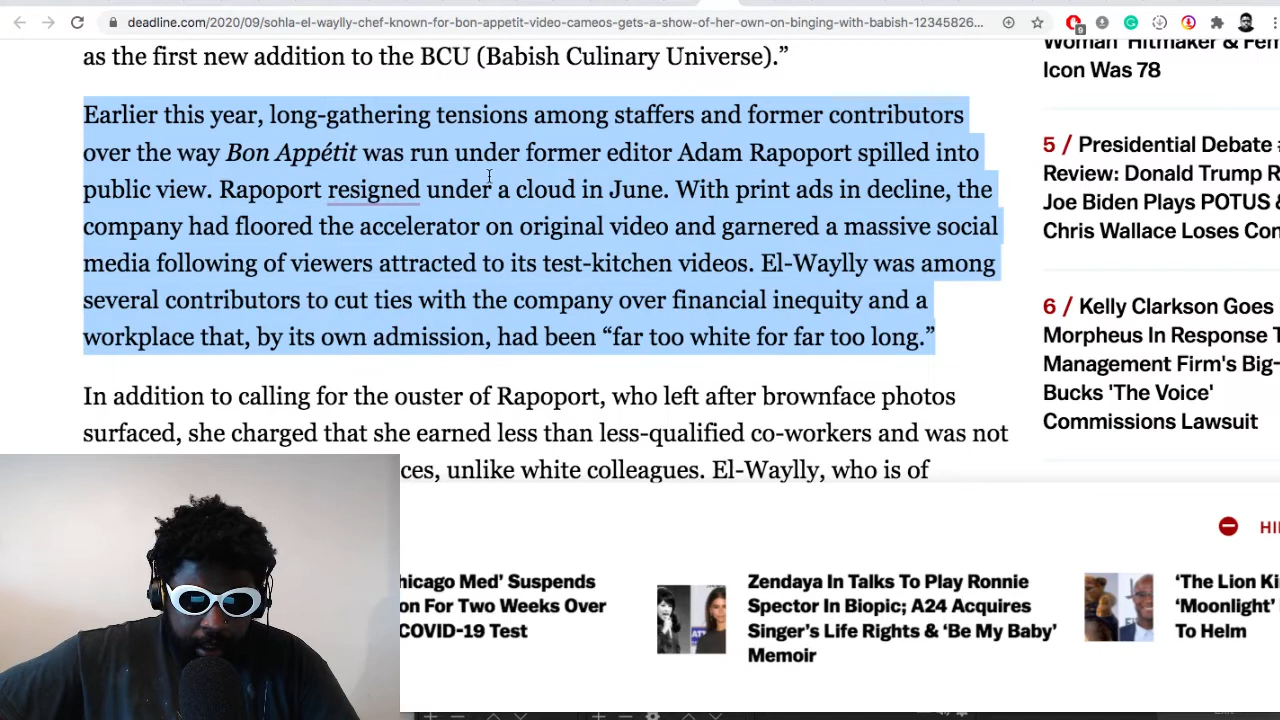 deadline.com/2020/09/sohla-el-waylly-chef-known-for-bon-appetit-video-cameos-gets-a-show-of-her-own-on-binging-with-babish-12345826...
9
as the first new addition to the BCU (Babish Culinary Universe).”
Earlier this year, long-gathering tensions among staffers and former contributors
over the way Bon Appétit was run under former editor Adam Rapoport spilled into
public view. Rapoport resigned under a cloud in June. With print ads in decline, the
company had floored the accelerator on original video and garnered a massive social
media following of viewers attracted to its test-kitchen videos. El-Waylly was among
several contributors to cut ties with the company over financial inequity and a
workplace that, by its own admission, had been “far too white for far too long.”
In addition to calling for the ouster of Rapoport, who left after brownface photos
surfaced, she charged that she earned less than less-qualified co-workers and was not
ces, unlike white colleagues. El-Waylly, who is of
Woman' Hitmaker & Fem
Icon Was 78
5 / Presidential Debate
Review: Donald Trump R
Joe Biden Plays POTUS &
Chris Wallace Loses Con
6 / Kelly Clarkson Goes
Morpheus In Response T
Management Firm's Big-
Bucks 'The Voice'
Commissions Lawsuit
HI
hicago Med’ Suspends
on For Two Weeks Over
COVID-19 Test
Zendaya In Talks To Play Ronnie
Spector In Biopic; A24 Acquires
Singer’s Life Rights & ‘Be My Baby’
Memoir
‘The Lion Ki
‘Moonlight’
To Helm